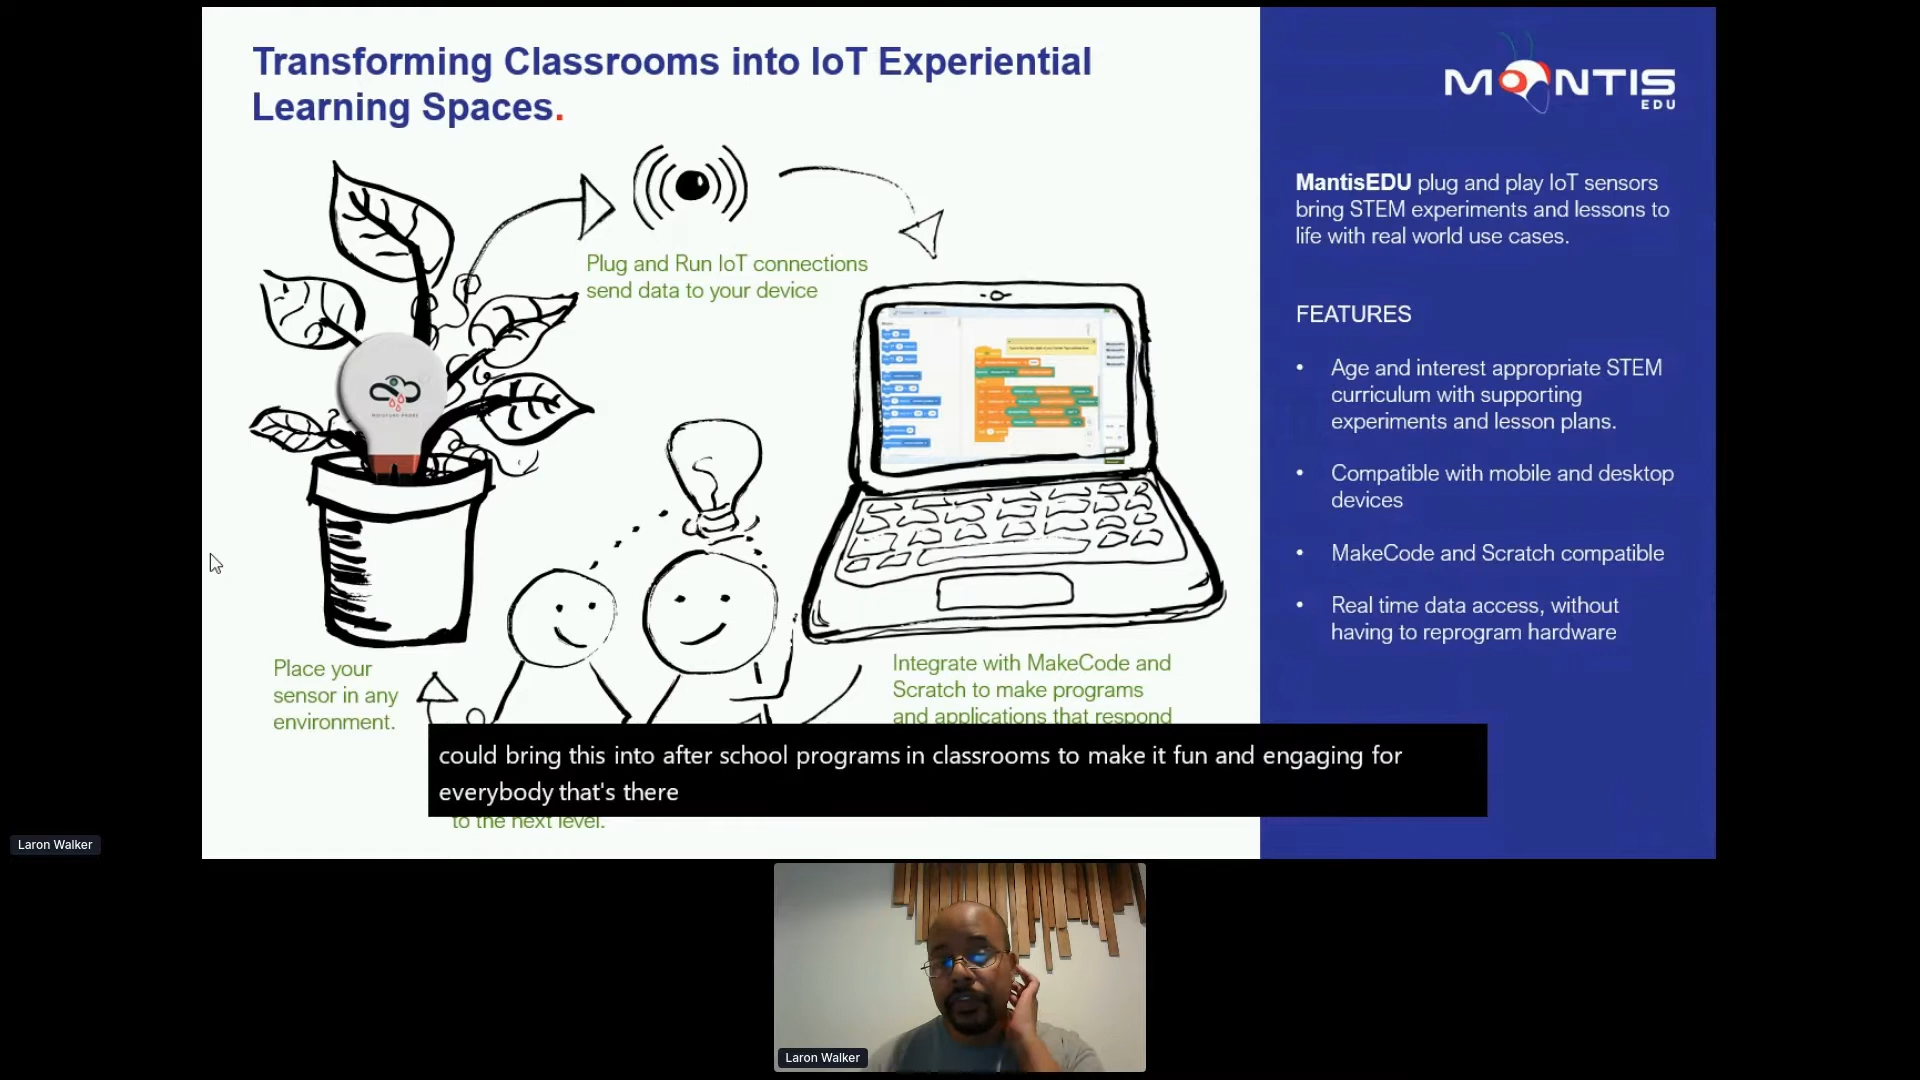 Transforming Classrooms into IoT Experiential
Learning Spaces.
Plug and Run IoT connections
send data to your device
MOISTURE PROBE
Place your
sensor in any
environment.
Integrate with MakeCode and
Scratch to make programs
and applications that respond
to the next level.
MANTIS
EDU
MantisEDU plug and play IoT sensors
bring STEM experiments and lessons to
life with real world use cases.
FEATURES
• Age and interest appropriate STEM
curriculum with supporting
experiments and lesson plans.
• Compatible with mobile and desktop
devices
• MakeCode and Scratch compatible
• Real time data access, without
having to reprogram hardware
could bring this into after school programs in classrooms to make it fun and engaging for
everybody that's there
Laron Walker
Laron Walker